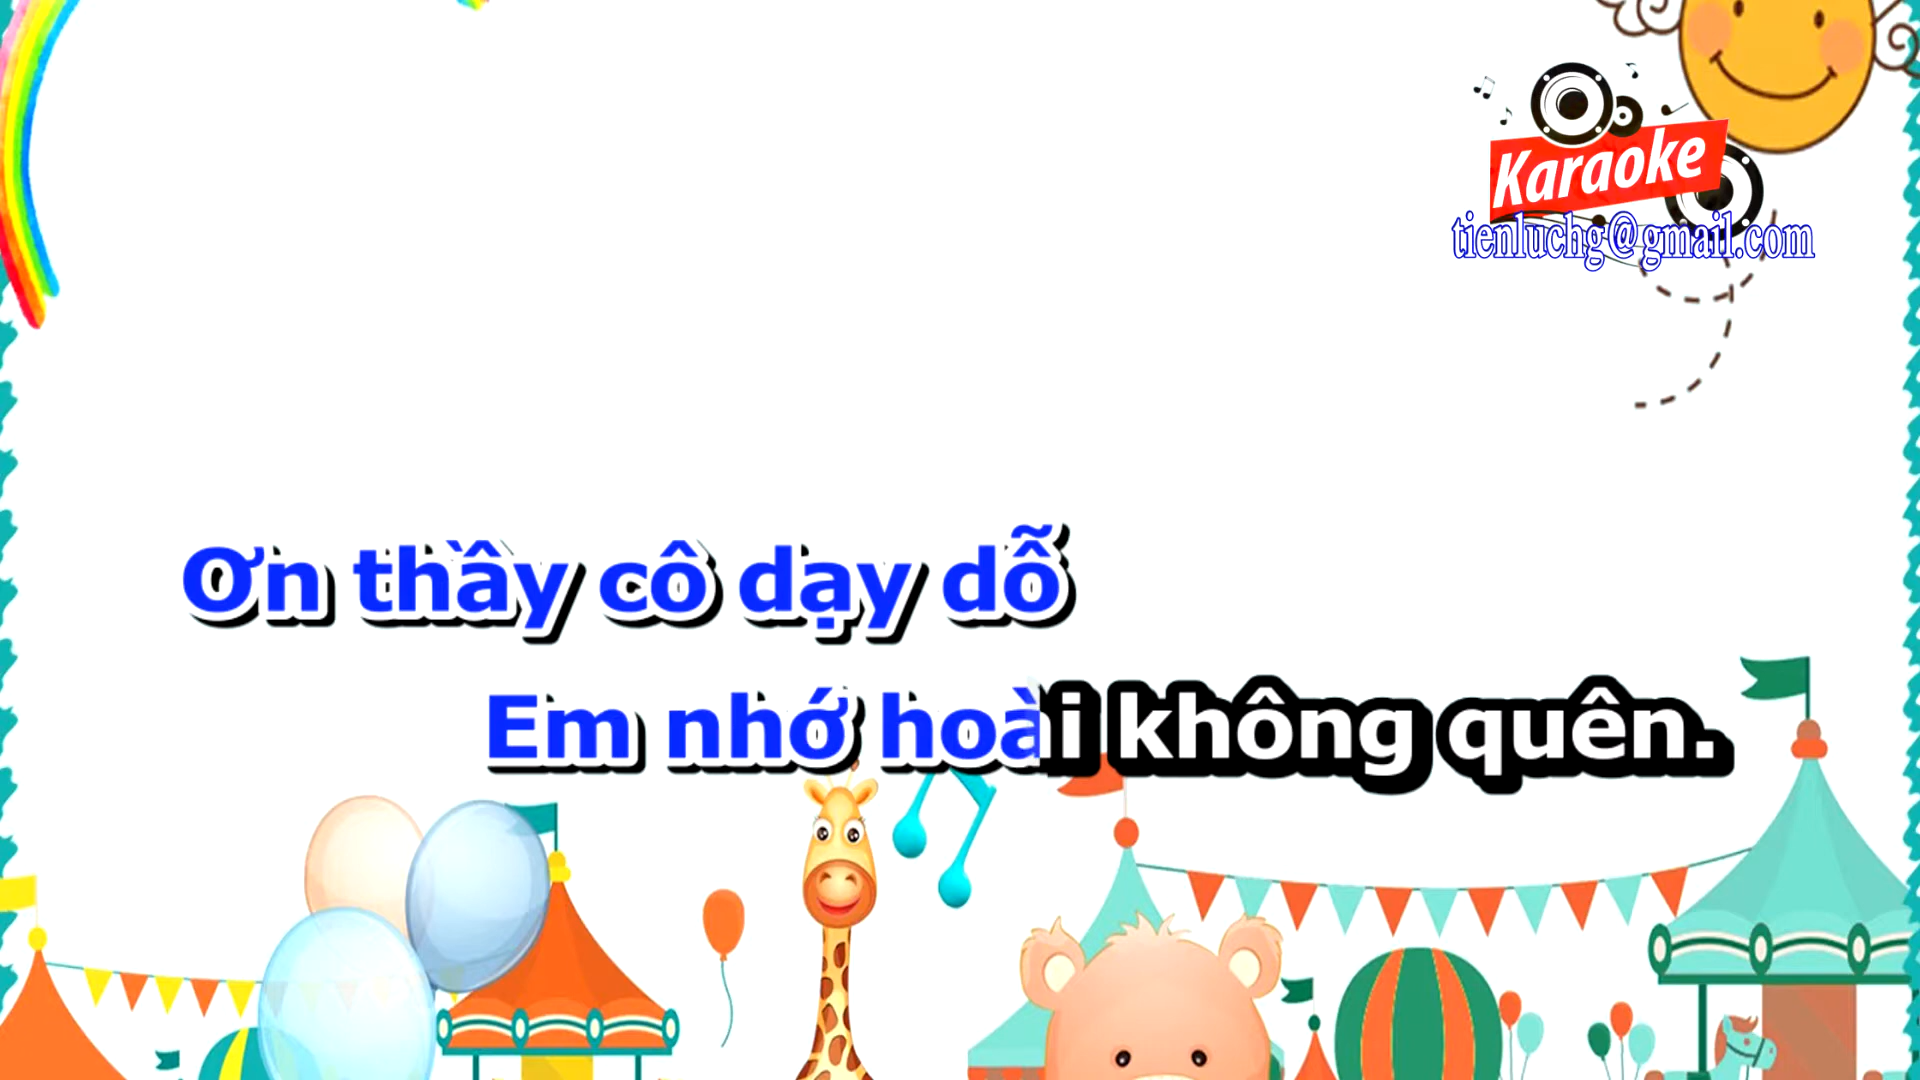 Karaoke
tienluchg@gmail.com
Ơn thầy cô dạy dỗ
Em nhớ hoài không quên.